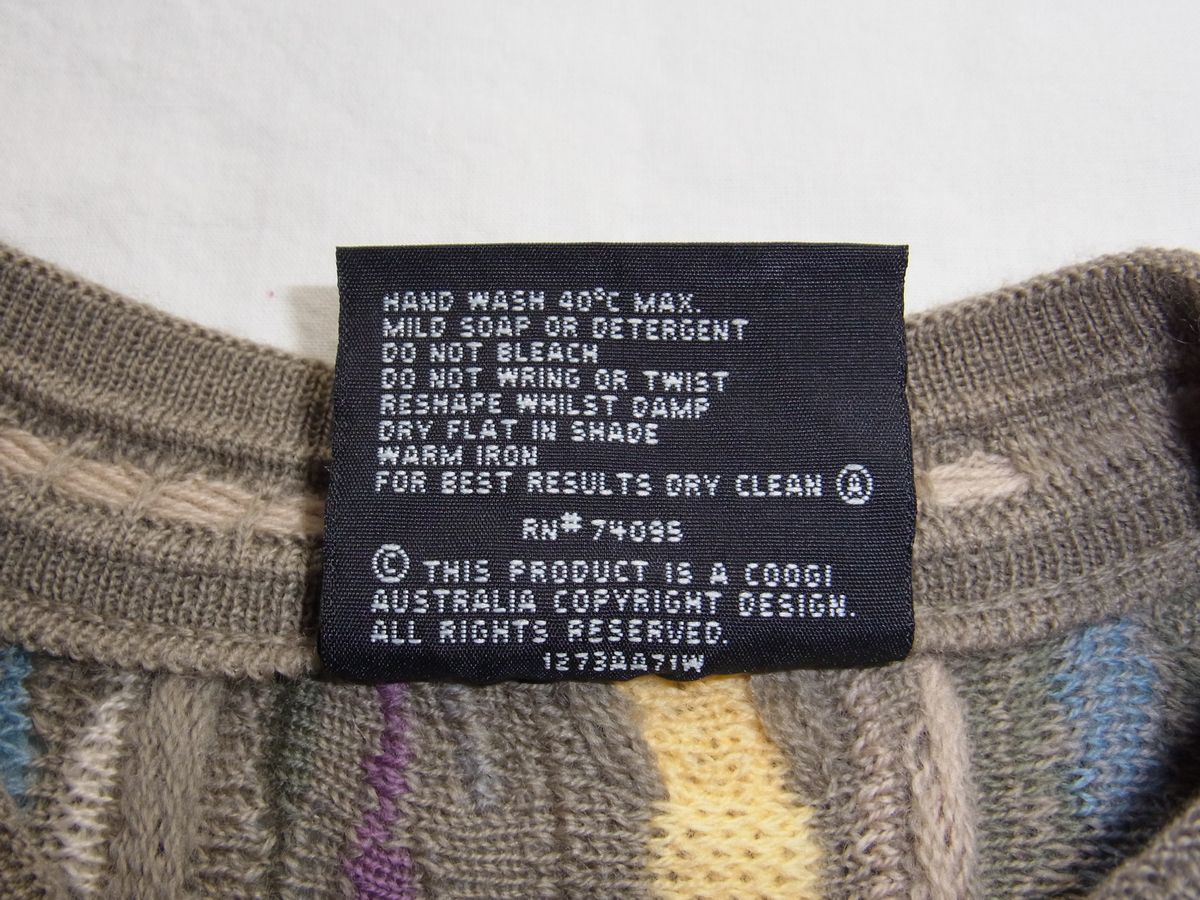 HAND WASH 40°C MAX.
MILD SOAP OR DETERGENT
DO NOT BLEACH
DO NOT WRING OR TWIST
RESHAPE WHILST DAMP
DRY FLAT IN SHADE
WARM IRON
FOR BEST RESULTS DRY CLEAN Ⓐ
RN# 74095
© THIS PRODUCT IS A COOGI
AUSTRALIA COPYRIGHT DESIGN.
ALL RIGHTS RESERVED.
1273AA71W